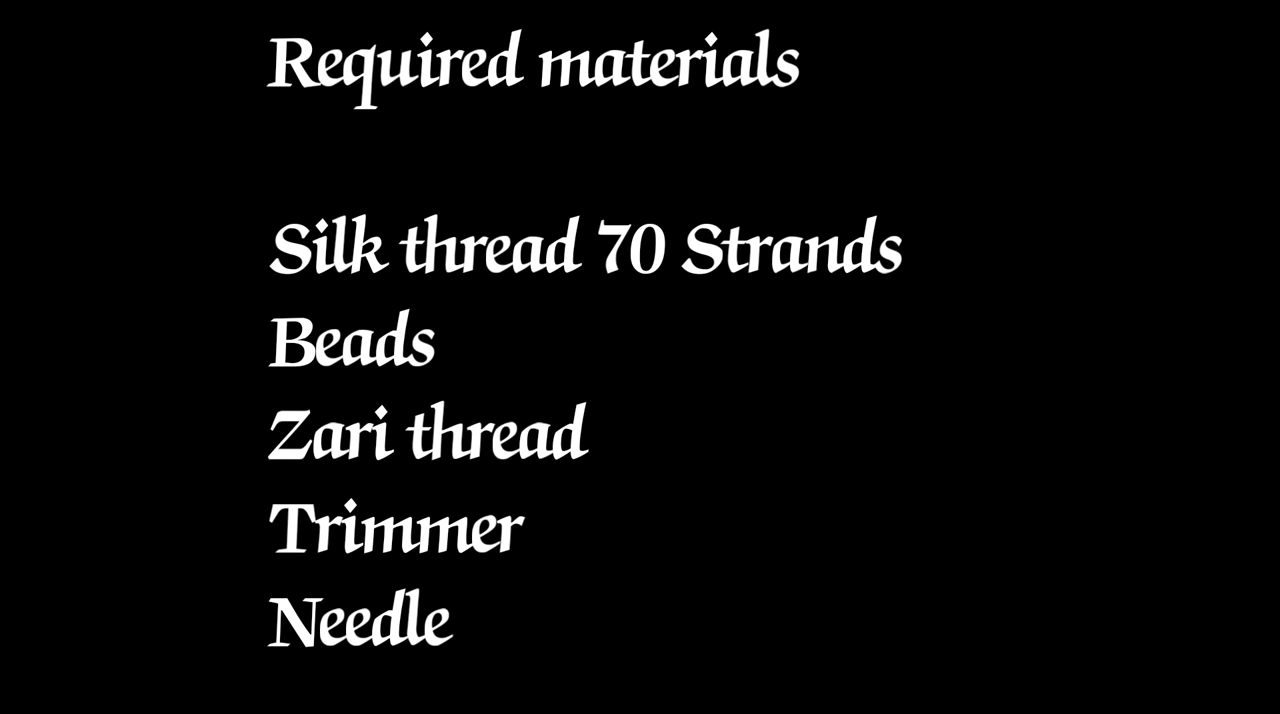 Required materials
Silk thread 70 Strands
Beads
Zari thread
Trimmer
Needle